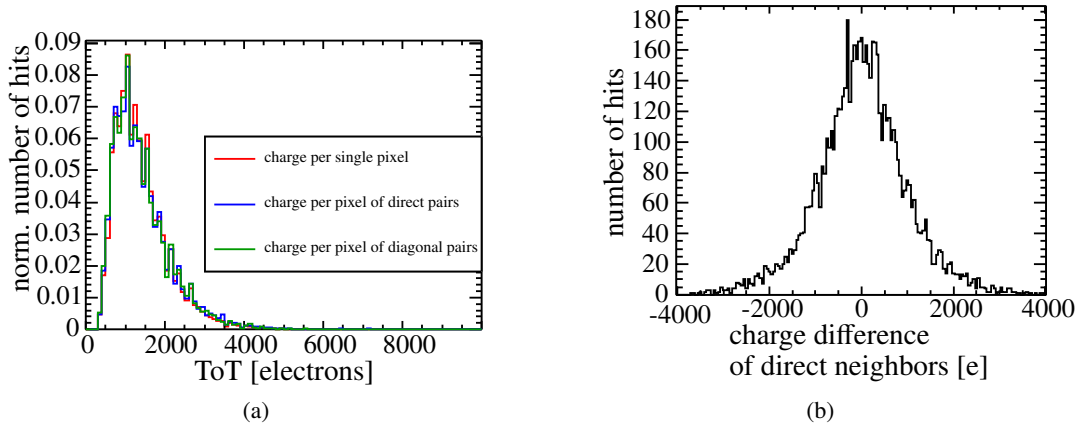 norm. number of hits
0.09
0.08
0.07
0.06
0.05
0.04
0.03
0.02
0.01
0
charge per single pixel
charge per pixel of direct pairs
charge per pixel of diagonal pairs
0 2000 4000 6000 8000
ToT [electrons]
(a)
number of hits
180
160
140
120
100
80
60
40
20
0
-4000 -2000 0 2000 4000
charge difference
of direct neighbors [e]
(b)